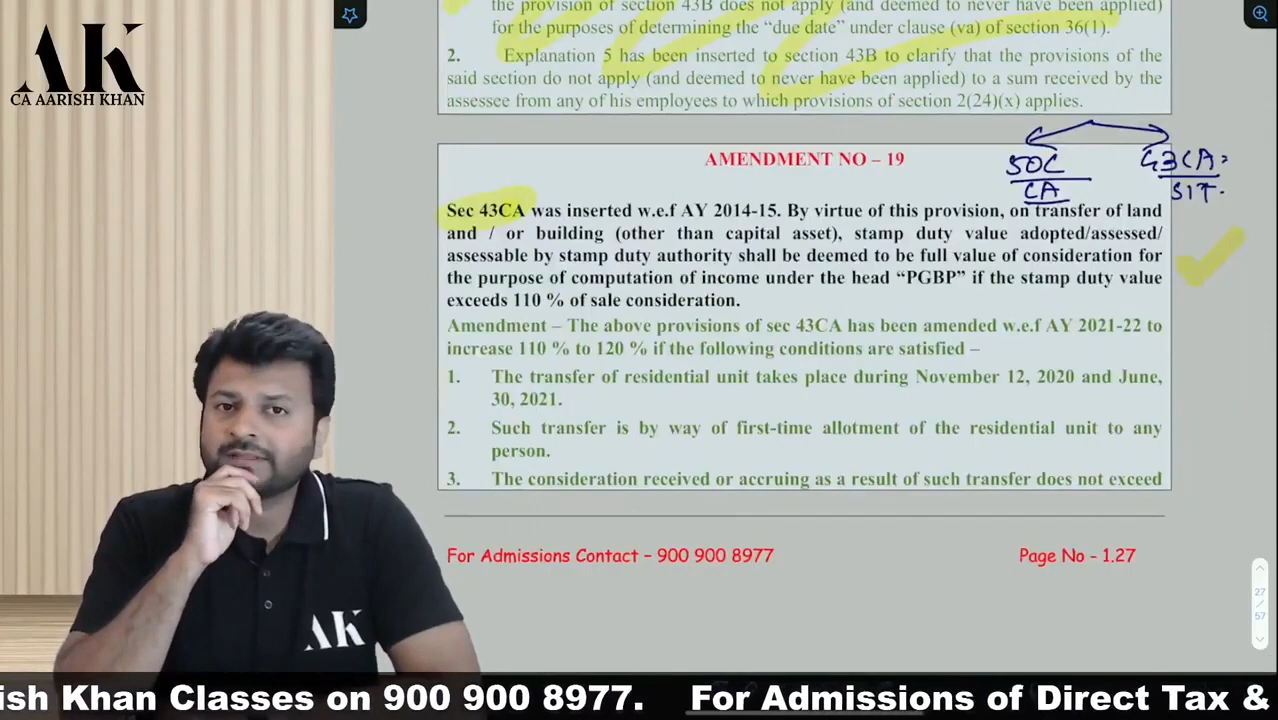 AK
CA AARISH KHAN
the provision of section 43B does not apply (and deemed to never have been applied)
for the purposes of determining the “due date” under clause (va) of section 36(1).
2. Explanation 5 has been inserted to section 43B to clarify that the provisions of the
said section do not apply (and deemed to never have been applied) to a sum received by the
assessee from any of his employees to which provisions of section 2(24)(x) applies.
AMENDMENT NO – 19
50C
CA
43CA
SIT.
Sec 43CA was inserted w.e.f AY 2014-15. By virtue of this provision, on transfer of land
and / or building (other than capital asset), stamp duty value adopted/assessed/
assessable by stamp duty authority shall be deemed to be full value of consideration for
the purpose of computation of income under the head “PGBP” if the stamp duty value
exceeds 110 % of sale consideration.
Amendment – The above provisions of sec 43CA has been amended w.e.f AY 2021-22 to
increase 110 % to 120 % if the following conditions are satisfied –
1. The transfer of residential unit takes place during November 12, 2020 and June,
30, 2021.
2. Such transfer is by way of first-time allotment of the residential unit to any
person.
3. The consideration received or accruing as a result of such transfer does not exceed
For Admissions Contact – 900 900 8977
Page No - 1.27
27
/
57
AK
ish Khan Classes on 900 900 8977. For Admissions of Direct Tax &